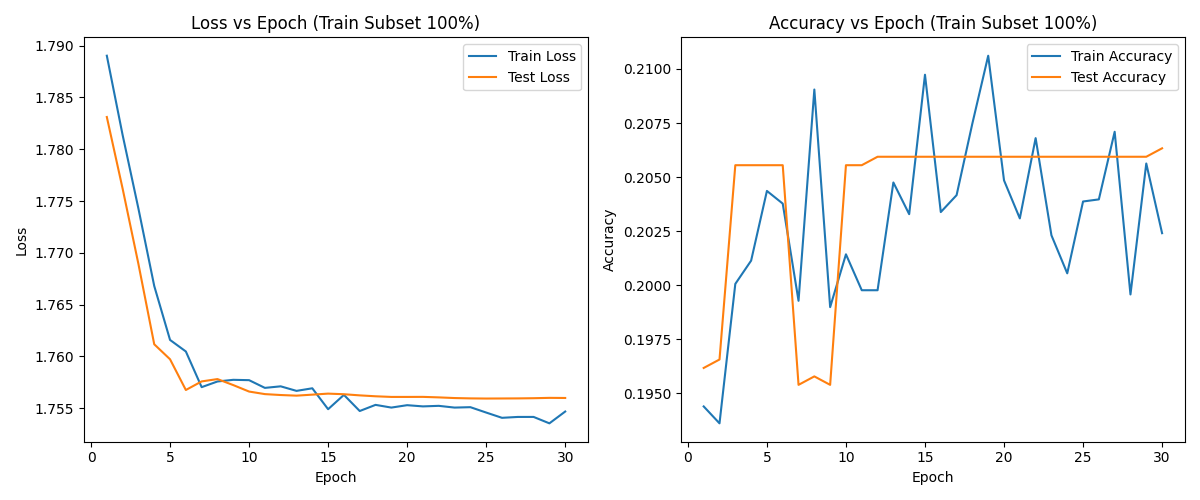 Loss vs Epoch (Train Subset 100%)
Train Loss
Test Loss
1.790
1.785
1.780
1.775
1.770
1.765
1.760
1.755
Loss
0 5 10 15 20 25 30
Epoch
Accuracy vs Epoch (Train Subset 100%)
Train Accuracy
Test Accuracy
0.2100
0.2075
0.2050
0.2025
0.2000
0.1975
0.1950
Accuracy
0 5 10 15 20 25 30
Epoch